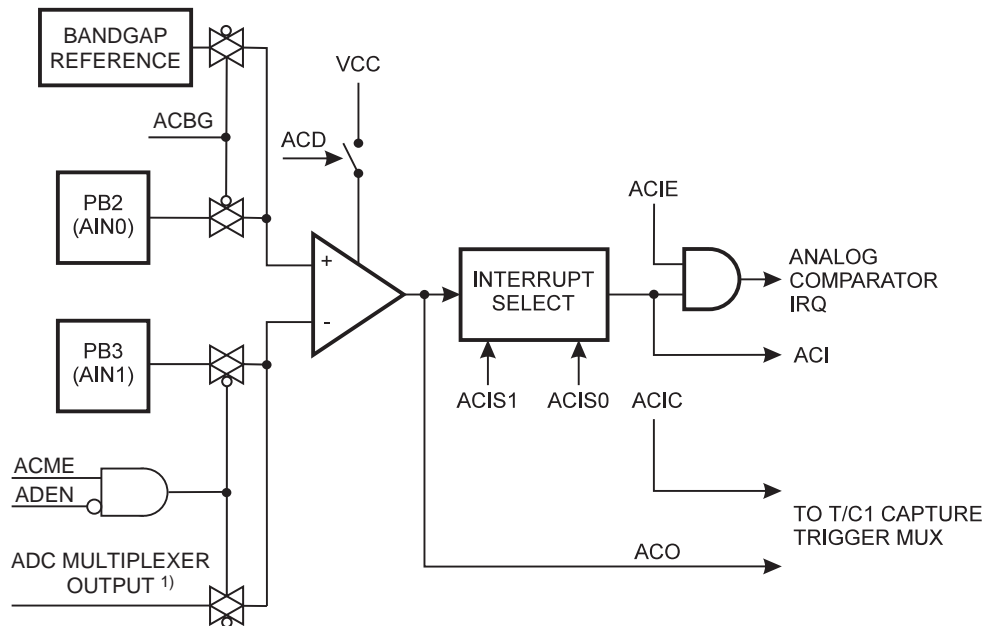 BANDGAP
REFERENCE
VCC
ACBG
ACD
PB2
(AIN0)
ACIE
+
INTERRUPT
SELECT
ANALOG
COMPARATOR
IRQ
-
PB3
(AIN1)
ACI
ACIS1
ACIS0
ACIC
ACME
ADEN
TO T/C1 CAPTURE
TRIGGER MUX
ADC MULTIPLEXER
OUTPUT 1)
ACO